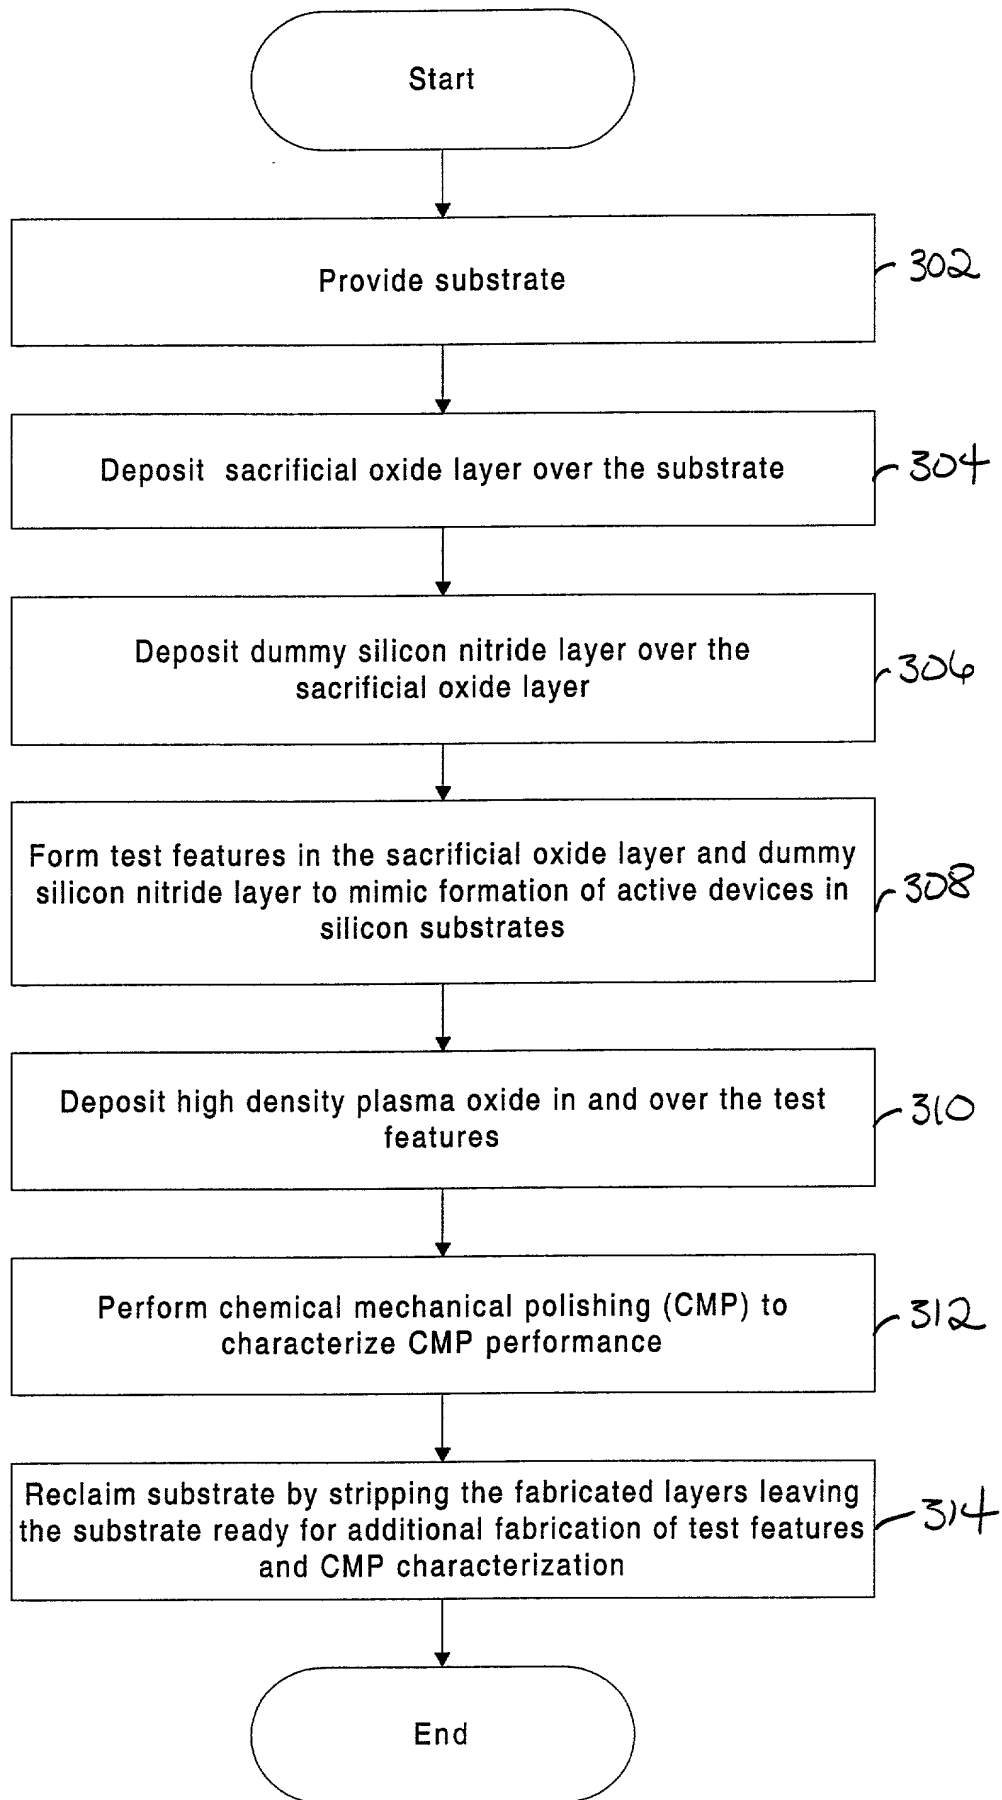 Start
Provide substrate
302
Deposit sacrificial oxide layer over the substrate
304
Deposit dummy silicon nitride layer over the
sacrificial oxide layer
306
Form test features in the sacrificial oxide layer and dummy
silicon nitride layer to mimic formation of active devices in
silicon substrates
308
Deposit high density plasma oxide in and over the test
features
310
Perform chemical mechanical polishing (CMP) to
characterize CMP performance
312
Reclaim substrate by stripping the fabricated layers leaving
the substrate ready for additional fabrication of test features
and CMP characterization
314
End